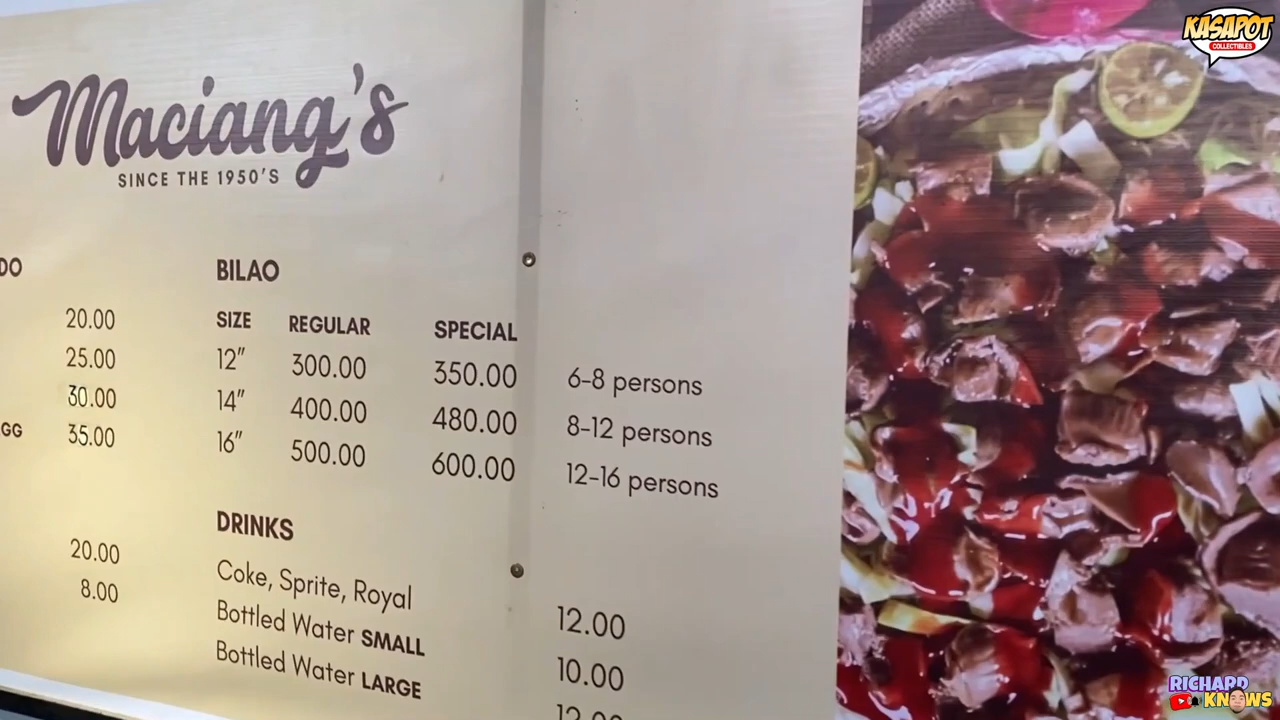 KASAPOT
COLLECTIBLES
Maciang's
SINCE THE 1950'S
DO
20.00
25.00
30.00
GG 35.00
20.00
8.00
BILAO
SIZE REGULAR SPECIAL
12" 300.00 350.00 6-8 persons
14" 400.00 480.00 8-12 persons
16" 500.00 600.00 12-16 persons
DRINKS
Coke, Sprite, Royal 12.00
Bottled Water SMALL 10.00
Bottled Water LARGE
RICHARD
KNOWS